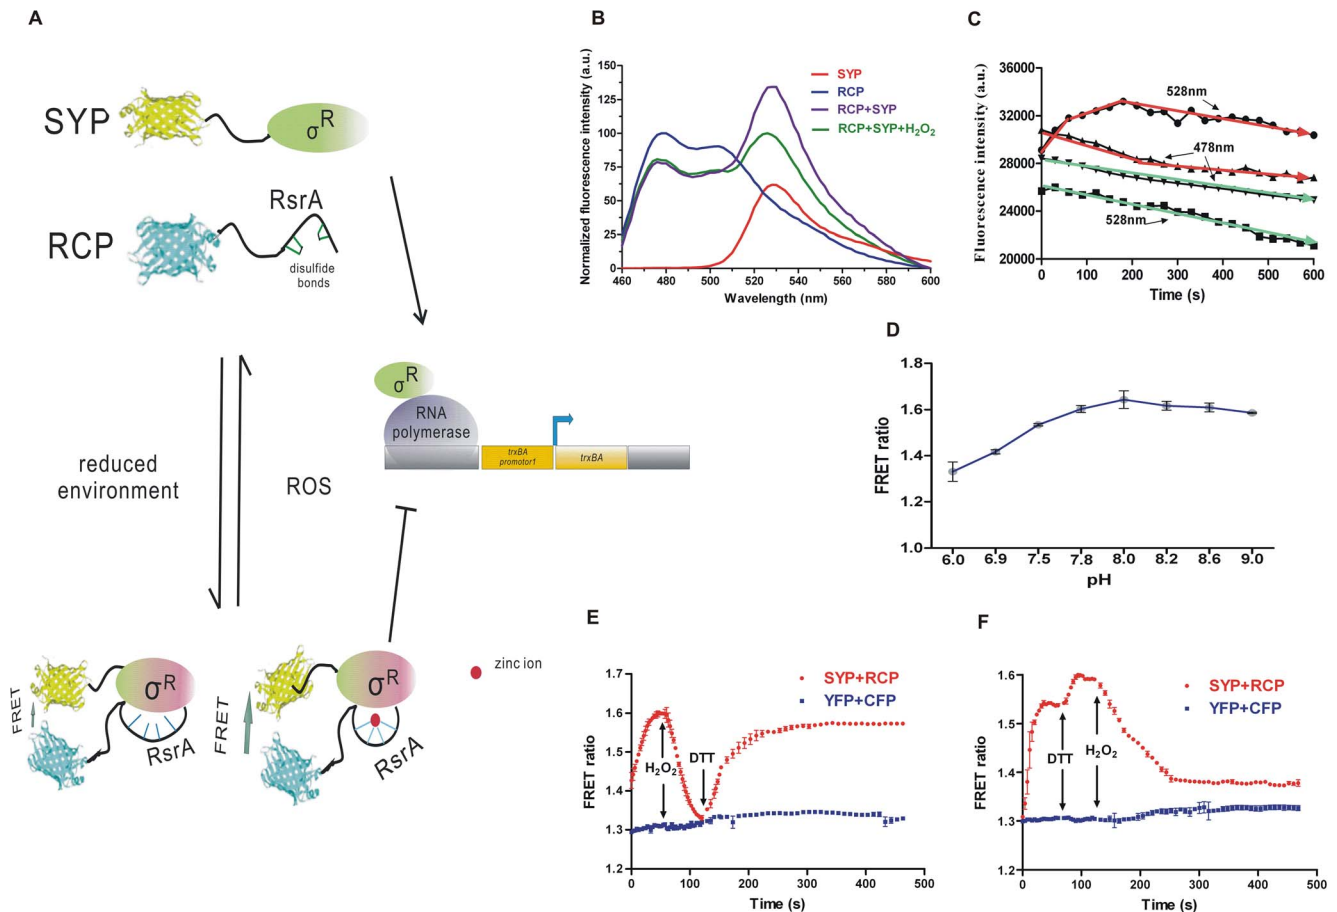 A
SYP
σR
RCP
RsrA
disulfide
bonds
σR
RNA
polymerase
trxBA
promotor1
trxBA
reduced
environment
ROS
FRET
σR
RsrA
FRET
σR
RsrA
zinc ion
B
Normalized fluorescence intensity (a.u.)
150
125
100
75
50
25
0
460
480
500
520
540
560
580
600
Wavelength (nm)
SYP
RCP
RCP+SYP
RCP+SYP+H2O2
C
Fluorescence intensity (a.u.)
36000
32000
28000
24000
20000
0
100
200
300
400
500
600
Time (s)
528nm
478nm
528nm
D
FRET ratio
1.8
1.6
1.4
1.2
1.0
6.0
6.9
7.5
7.8
8.0
8.2
8.6
9.0
pH
E
FRET ratio
1.7
1.6
1.5
1.4
1.3
1.2
0
100
200
300
400
500
Time (s)
SYP+RCP
YFP+CFP
H2O2
DTT
F
FRET ratio
1.6
1.5
1.4
1.3
1.2
0
100
200
300
400
500
Time (s)
SYP+RCP
YFP+CFP
DTT
H2O2